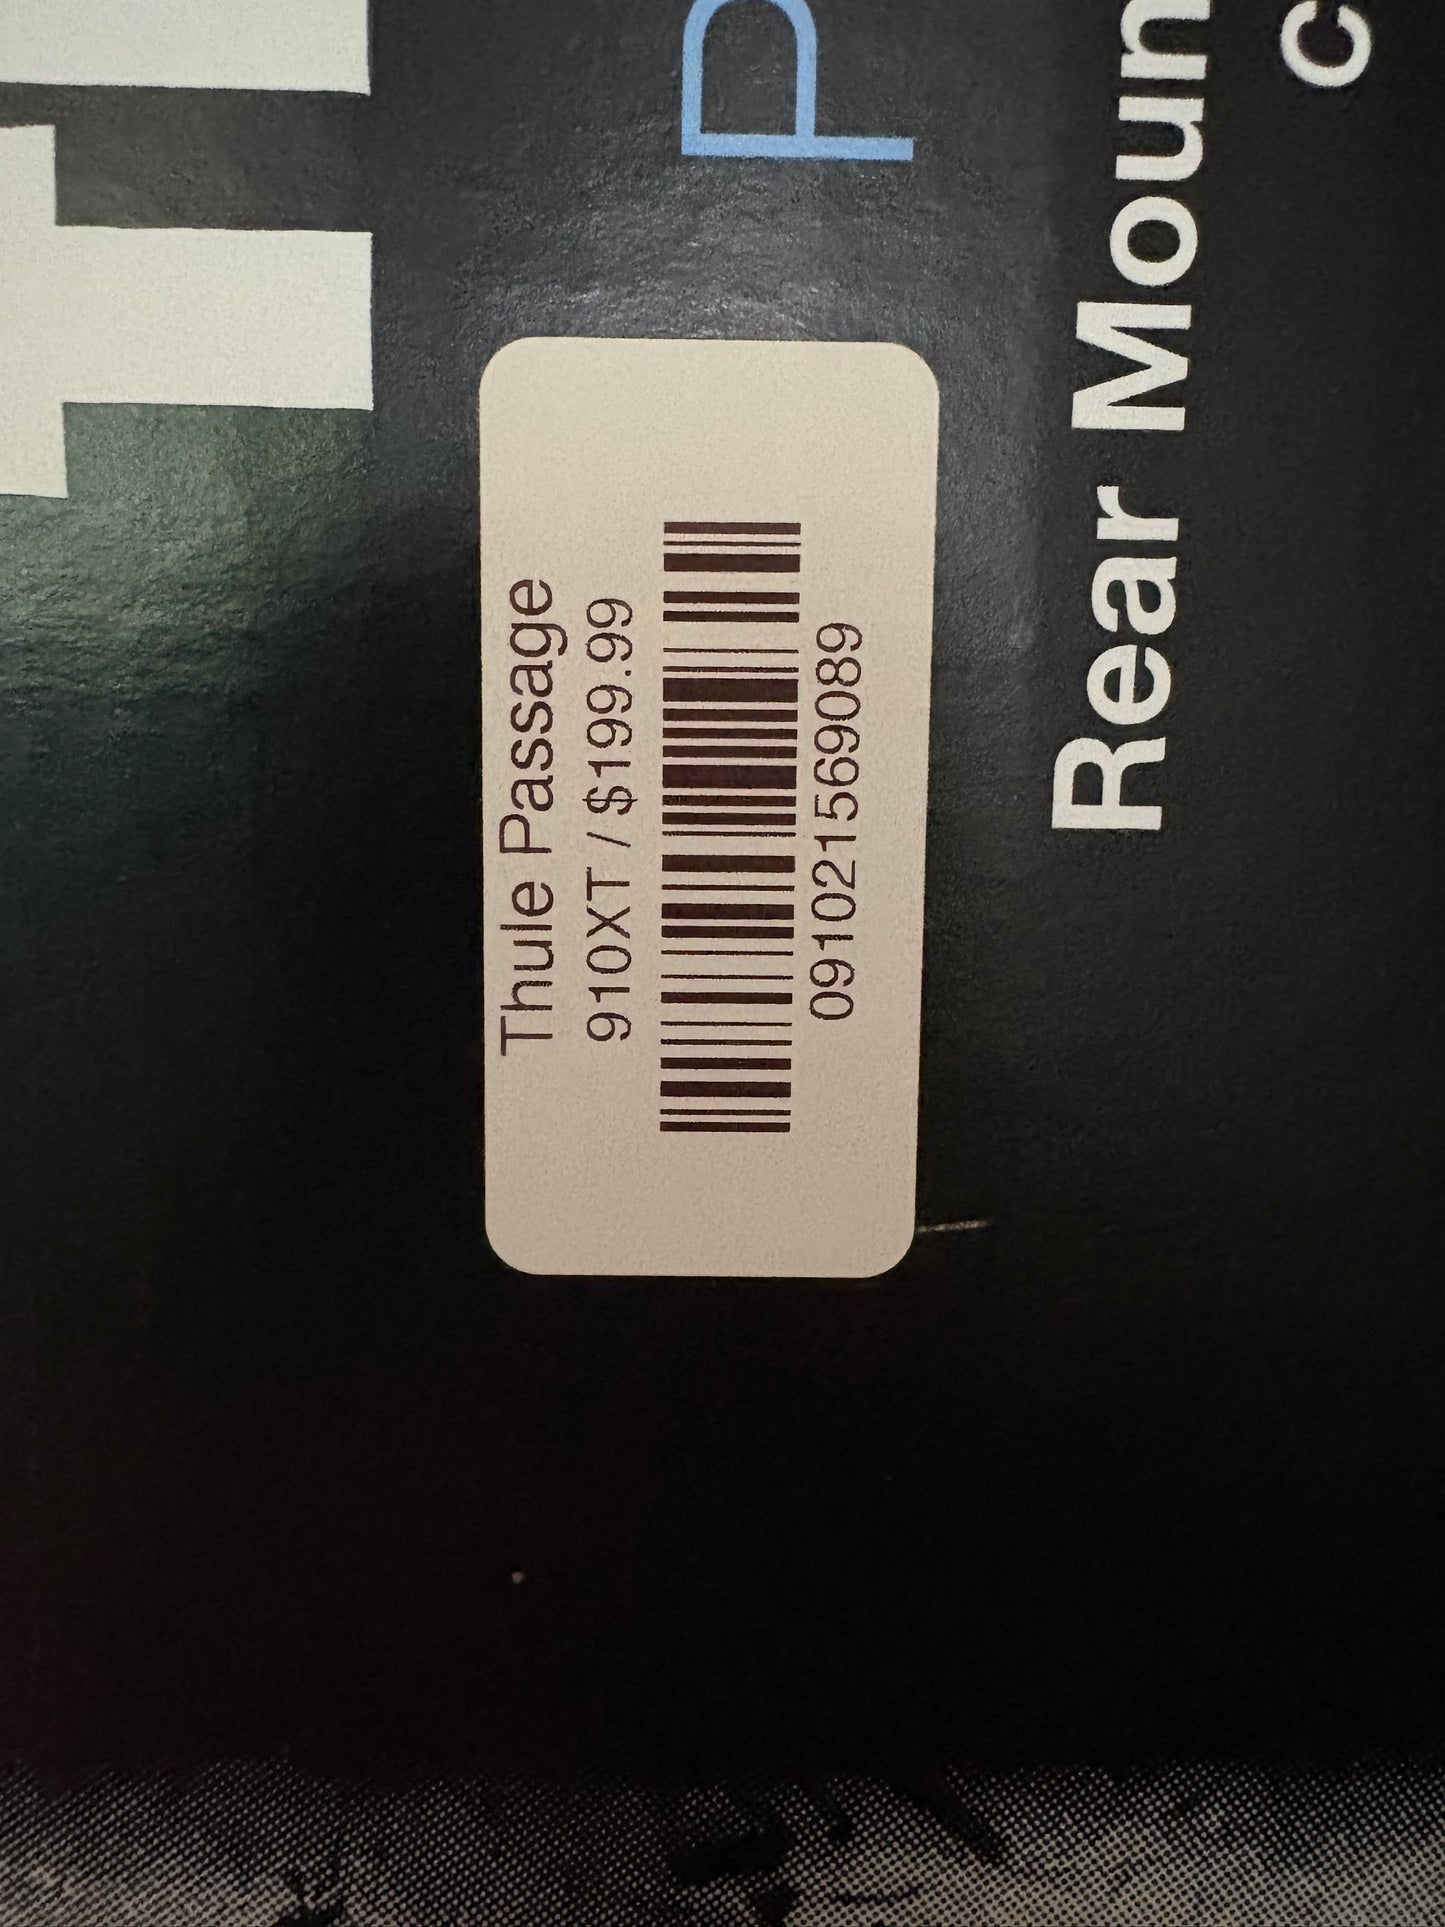 Thule Passage
910XT / $199.99
091021569089
P
Rear Moun
c